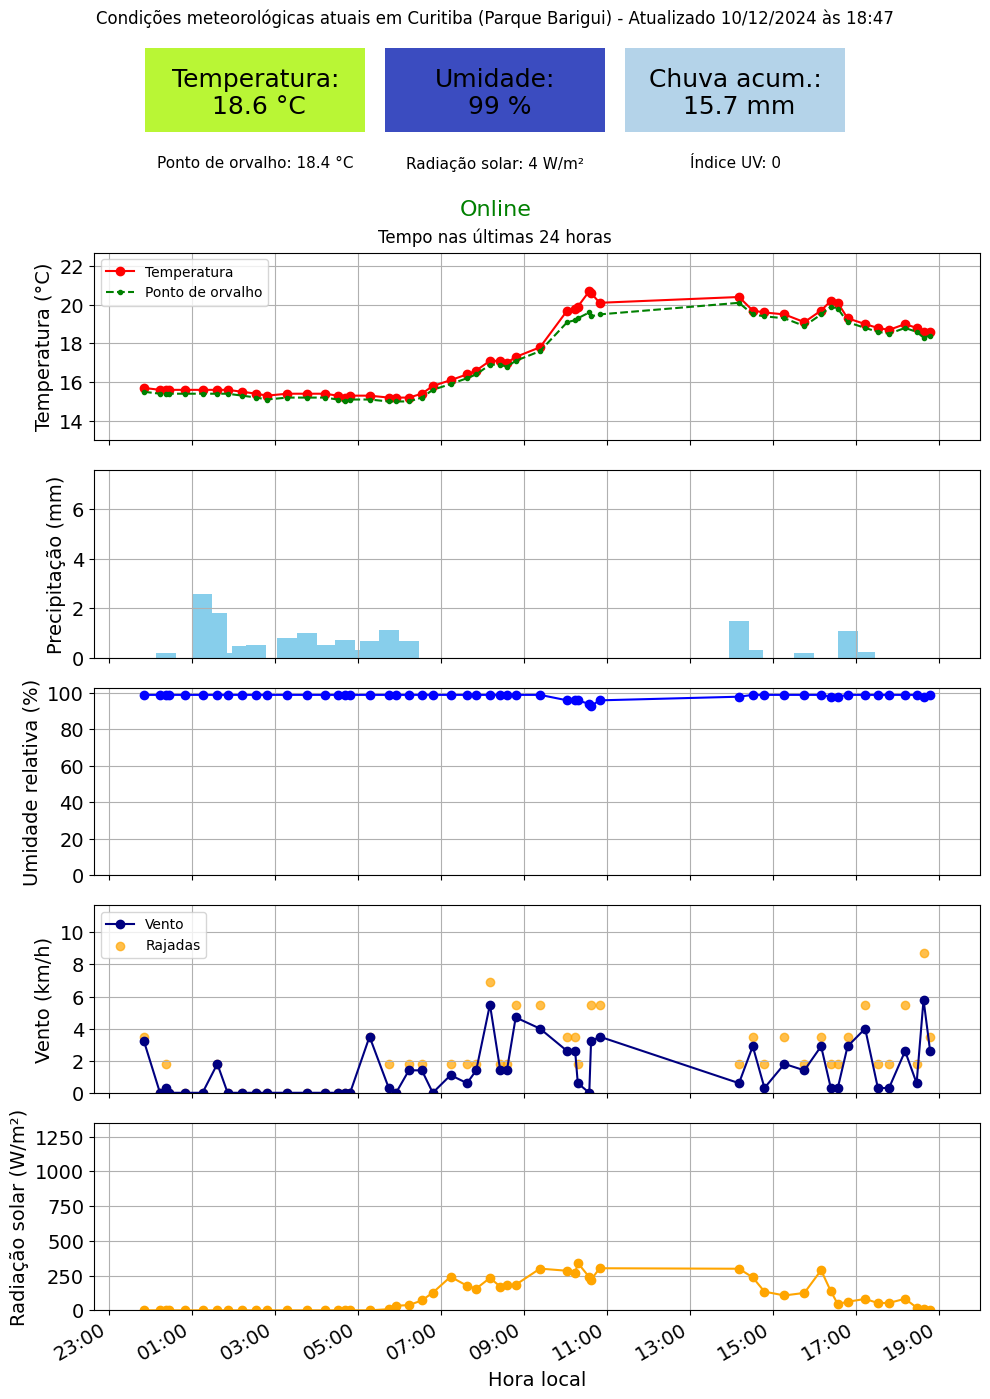 Condições meteorológicas atuais em Curitiba (Parque Barigui) - Atualizado 10/12/2024 às 18:47
Temperatura:
18.6 °C
Umidade:
99 %
Chuva acum.:
15.7 mm
Ponto de orvalho: 18.4 °C
Radiação solar: 4 W/m²
Índice UV: 0
Online
Tempo nas últimas 24 horas
Temperatura (°C)
22
20
18
16
14
Temperatura
Ponto de orvalho
Precipitação (mm)
6
4
2
0
Umidade relativa (%)
100
80
60
40
20
0
Vento (km/h)
10
8
6
4
2
0
Vento
Rajadas
Radiação solar (W/m²)
1250
1000
750
500
250
0
23:00
01:00
03:00
05:00
07:00
09:00
11:00
13:00
15:00
17:00
19:00
Hora local